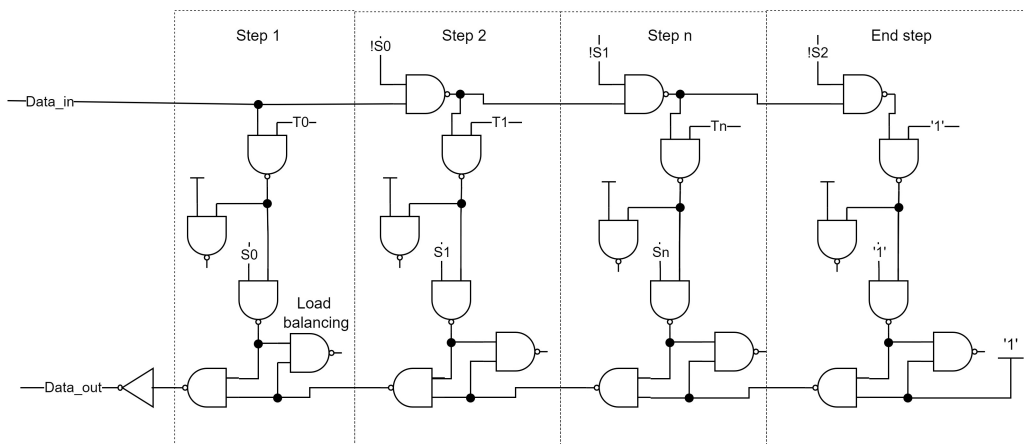 Step 1
Step 2
Step n
End step
!S0
!S1
!S2
Data_in
T0
T1
Tn
'1'
S0
S1
Sn
'1'
Load
balancing
'1'
Data_out